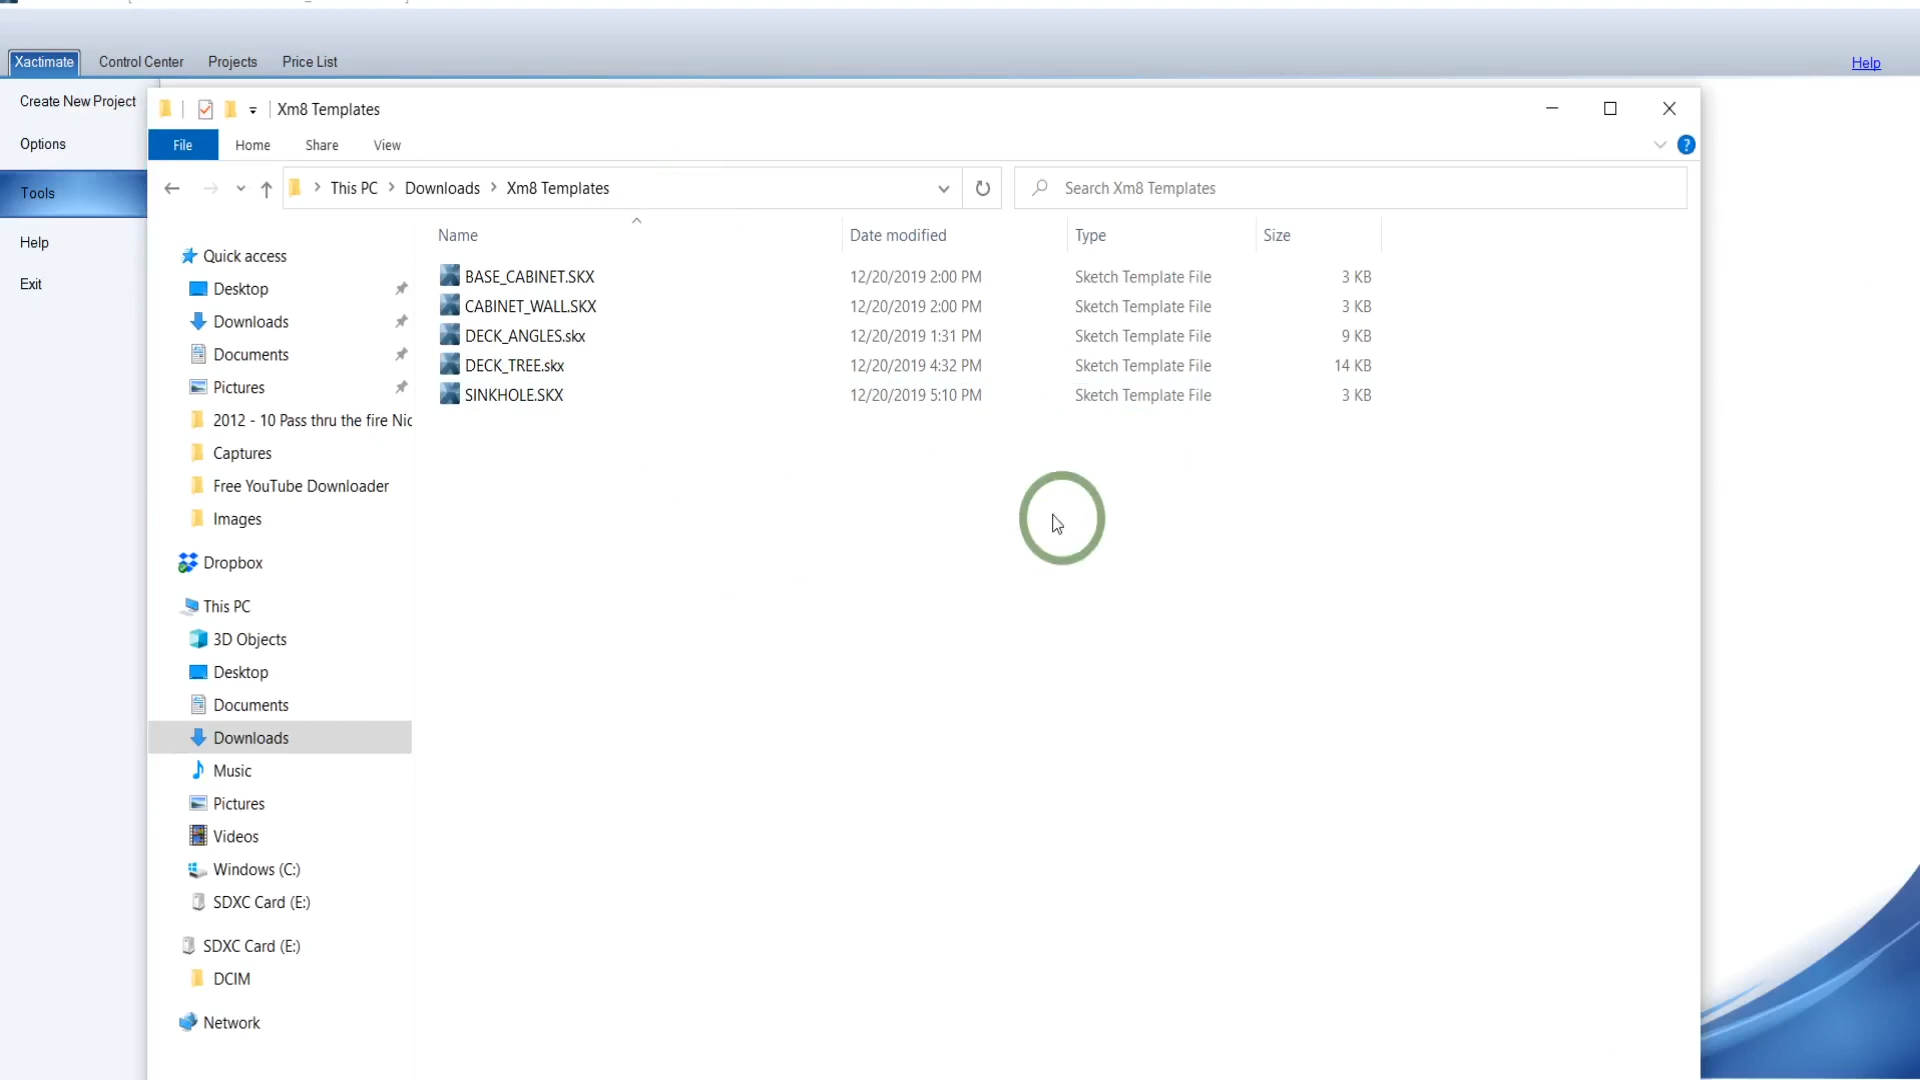 Xactimate Control Center Projects Price List Help
Create New Project
Options
Tools
Help
Exit
Xm8 Templates
File Home Share View
This PC Downloads Xm8 Templates
Search Xm8 Templates
Name Date modified Type Size
BASE_CABINET.SKX 12/20/2019 2:00 PM Sketch Template File 3 KB
CABINET_WALL.SKX 12/20/2019 2:00 PM Sketch Template File 3 KB
DECK_ANGLES.skx 12/20/2019 1:31 PM Sketch Template File 9 KB
DECK_TREE.skx 12/20/2019 4:32 PM Sketch Template File 14 KB
SINKHOLE.SKX 12/20/2019 5:10 PM Sketch Template File 3 KB
Quick access
Desktop
Downloads
Documents
Pictures
2012 - 10 Pass thru the fire Nic
Captures
Free YouTube Downloader
Images
Dropbox
This PC
3D Objects
Desktop
Documents
Downloads
Music
Pictures
Videos
Windows (C:)
SDXC Card (E:)
SDXC Card (E:)
DCIM
Network